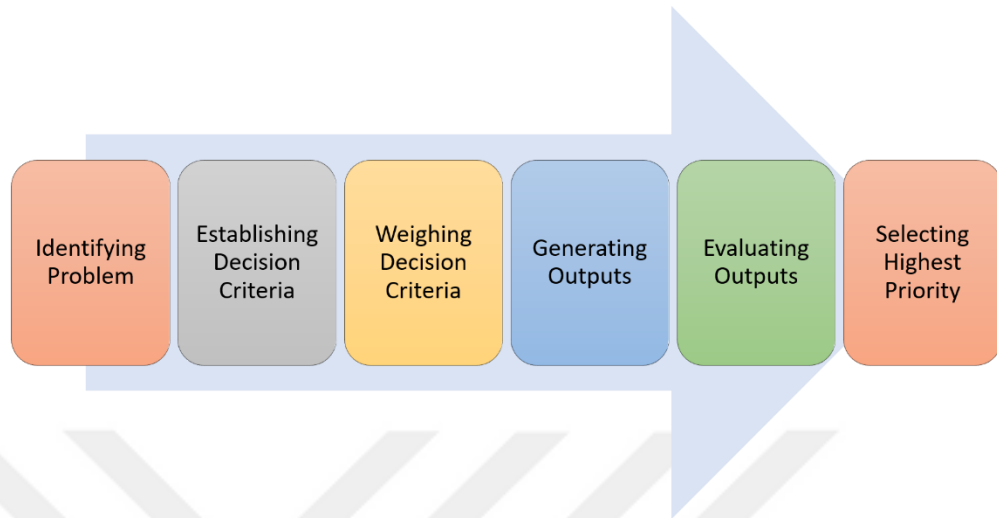 Identifying
Problem
Establishing
Decision
Criteria
Weighing
Decision
Criteria
Generating
Outputs
Evaluating
Outputs
Selecting
Highest
Priority